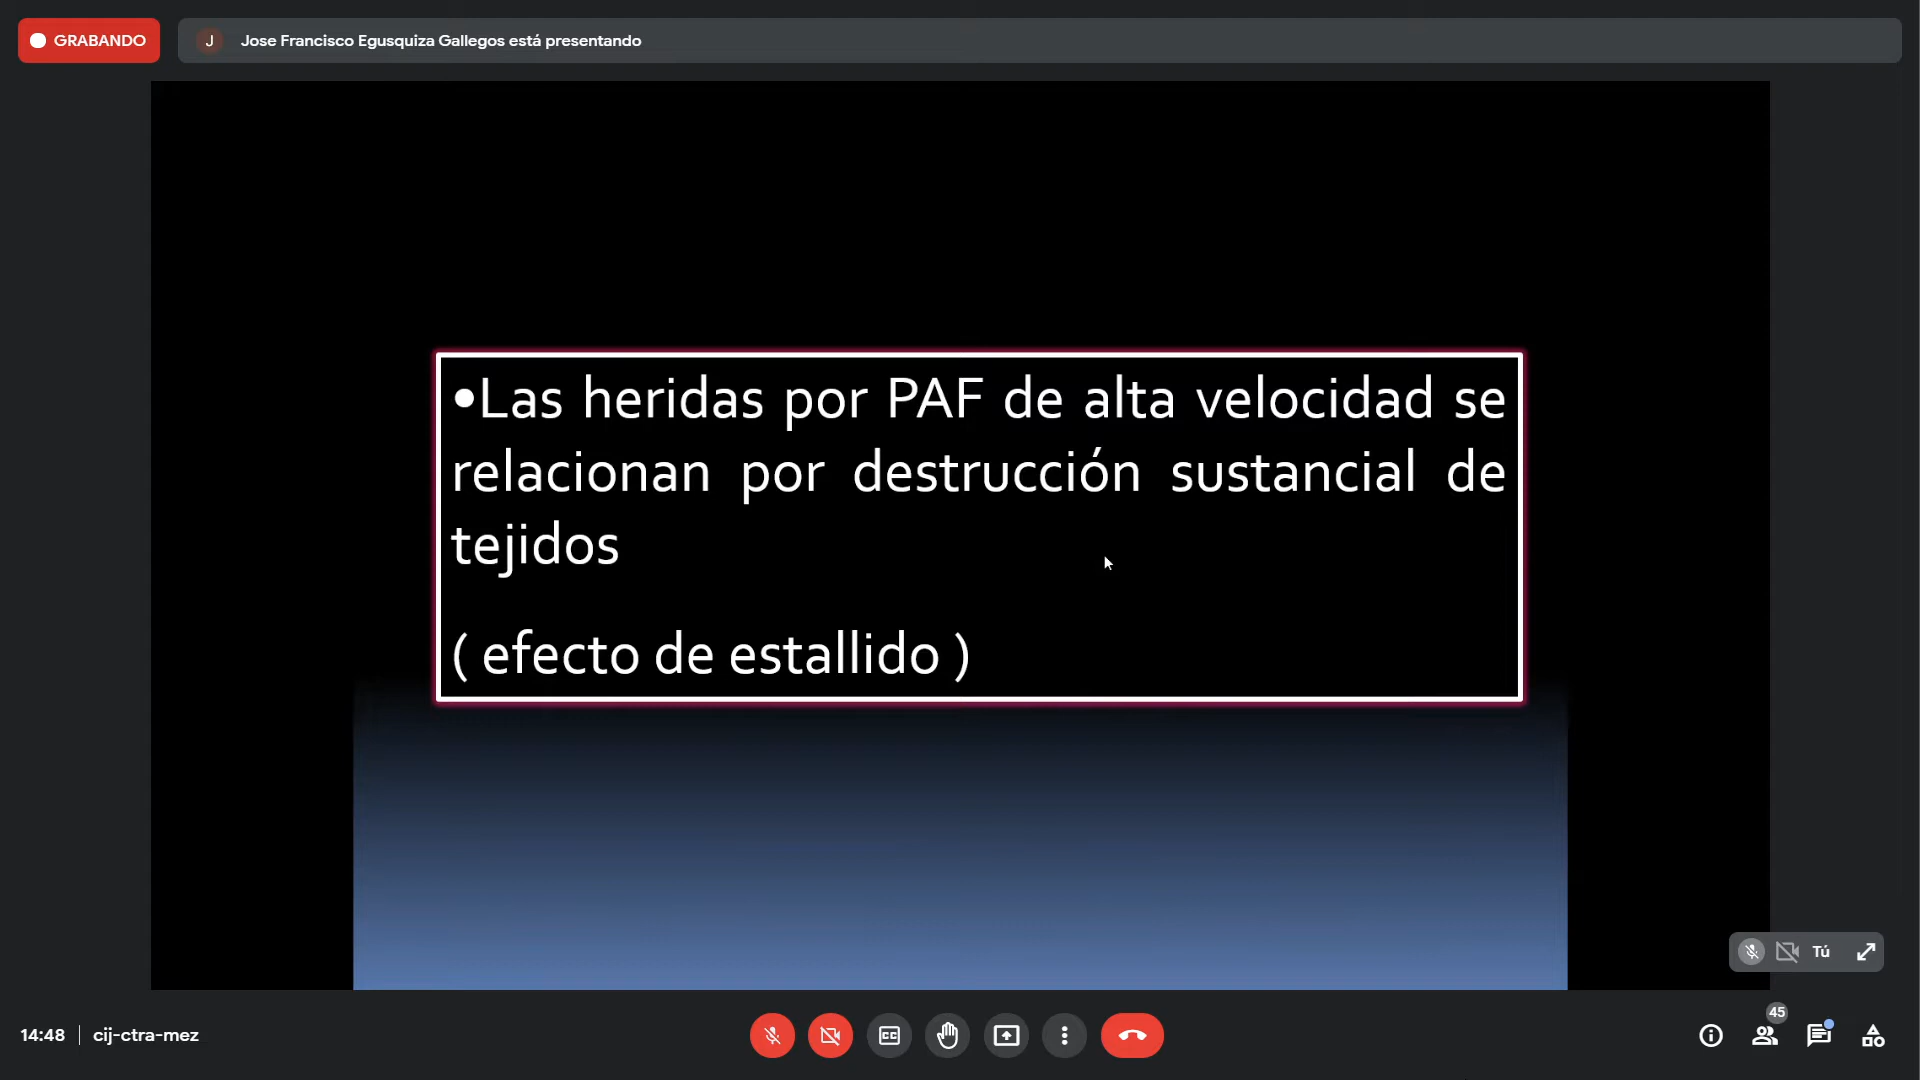 GRABANDO
J
Jose Francisco Egusquiza Gallegos está presentando
•Las heridas por PAF de alta velocidad se
relacionan por destrucción sustancial de
tejidos
( efecto de estallido )
Tú
14:48 | cij-ctra-mez
CC
45